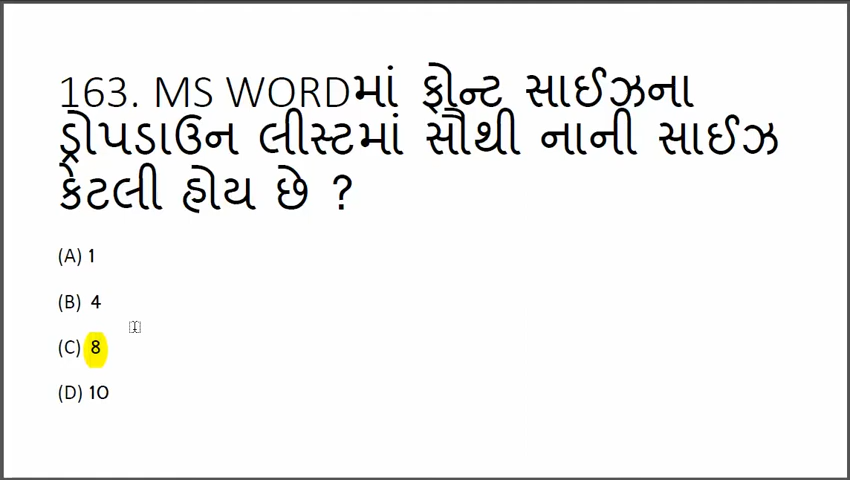 163. MS WORDમાં ફોન્ટ સાઈઝના
ડ્રોપડાઉન લીસ્ટમાં સૌથી નાની સાઈઝ
કેટલી હોય છે ?
(A) 1
(B) 4
(C) 8
(D) 10